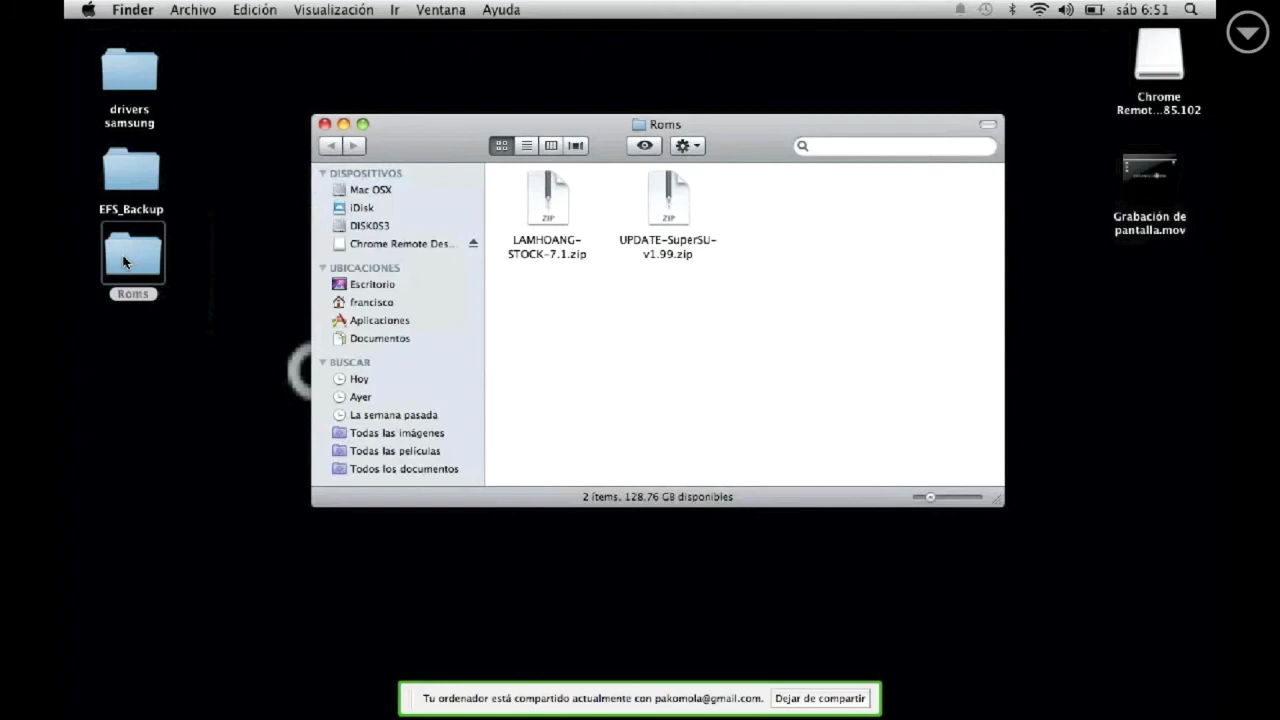 Finder Archivo Edición Visualización Ir Ventana Ayuda sáb 6:51
drivers
samsung
EFS_Backup
Roms
Roms
DISPOSITIVOS
Mac OSX
iDisk
DISK0S3
Chrome Remote Des...
UBICACIONES
Escritorio
francisco
Aplicaciones
Documentos
BUSCAR
Hoy
Ayer
La semana pasada
Todas las imágenes
Todas las películas
Todos los documentos
ZIP
LAMHOANG-
STOCK-7.1.zip
ZIP
UPDATE-SuperSU-
v1.99.zip
2 ítems, 128,76 GB disponibles
Chrome
Remot...85.102
Grabación de
pantalla.mov
Tu ordenador está compartido actualmente con pakomola@gmail.com. Dejar de compartir